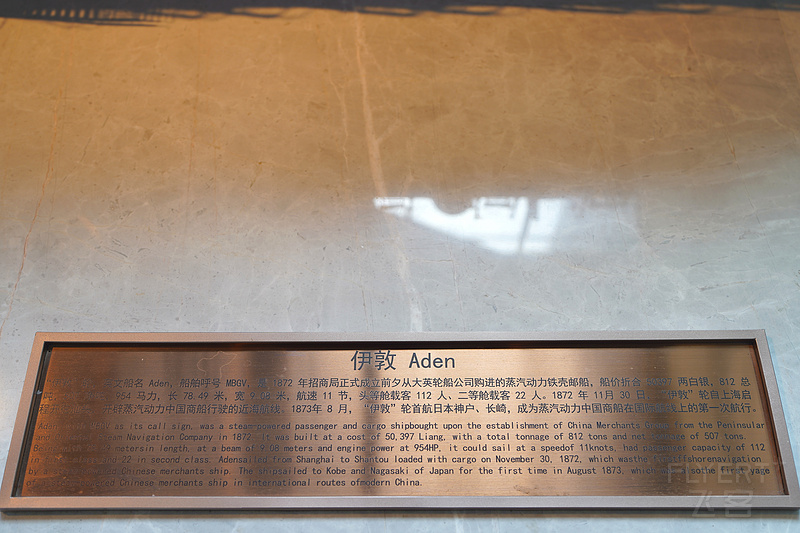 伊敦 Aden
英文船名 Aden，船舶呼号 MBGV，是 1872 年招商局正式成立前夕从大英轮船公司购进的蒸汽动力铁壳邮船，船价折合 50397 两白银，812 总
954 马力，长 78.49 米，宽 9.08 米，航速 11 节，头等舱载客 112 人，二等舱载客 22 人。1872 年 11 月 30 日，“伊敦”轮自上海启
开辟蒸汽动力中国商船行驶的近海航线。1873年 8 月，“伊敦”轮首航日本神户、长崎，成为蒸汽动力中国商船在国际航线上的第一次航行。
Aden, as its call sign, was a steam-powered passenger and cargo shipbought upon the establishment of China Merchants Group from the Peninsular
Navigation Company in 1872. It was built at a cost of 50,397 Liang, with a total tonnage of 812 tons and net tonnage of 507 tons.
metersin length, at a beam of 9.08 meters and engine power at 954HP, it could sail at a speedof 11knots, had passenger capacity of 112
22 in second class. Adensailed from Shanghai to Shantou loaded with cargo on November 30, 1872, which wasthe first offshorenavigation
by Chinese merchants ship. The shipsailed to Kobe and Nagasaki of Japan for the first time in August 1873, which
Chinese merchants ship in international routes ofmodern China.
FLYERT
飞客